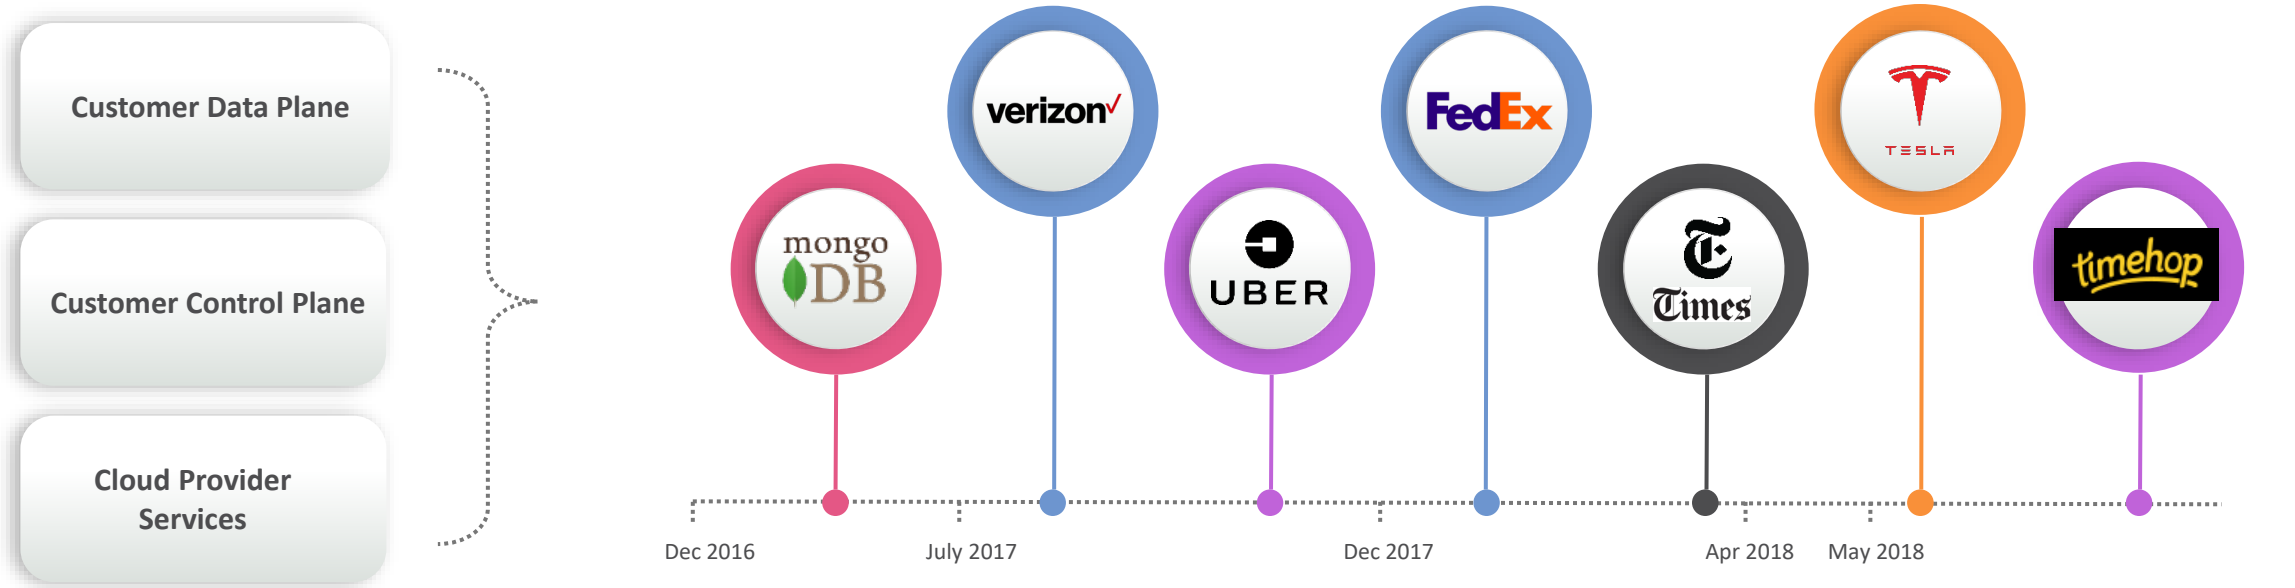 Customer Data Plane
Customer Control Plane
Cloud Provider
Services
verizon✓
FedEx
TESLA
mongo
DB
UBER
T
Times
timehop
Dec 2016
July 2017
Dec 2017
Apr 2018
May 2018